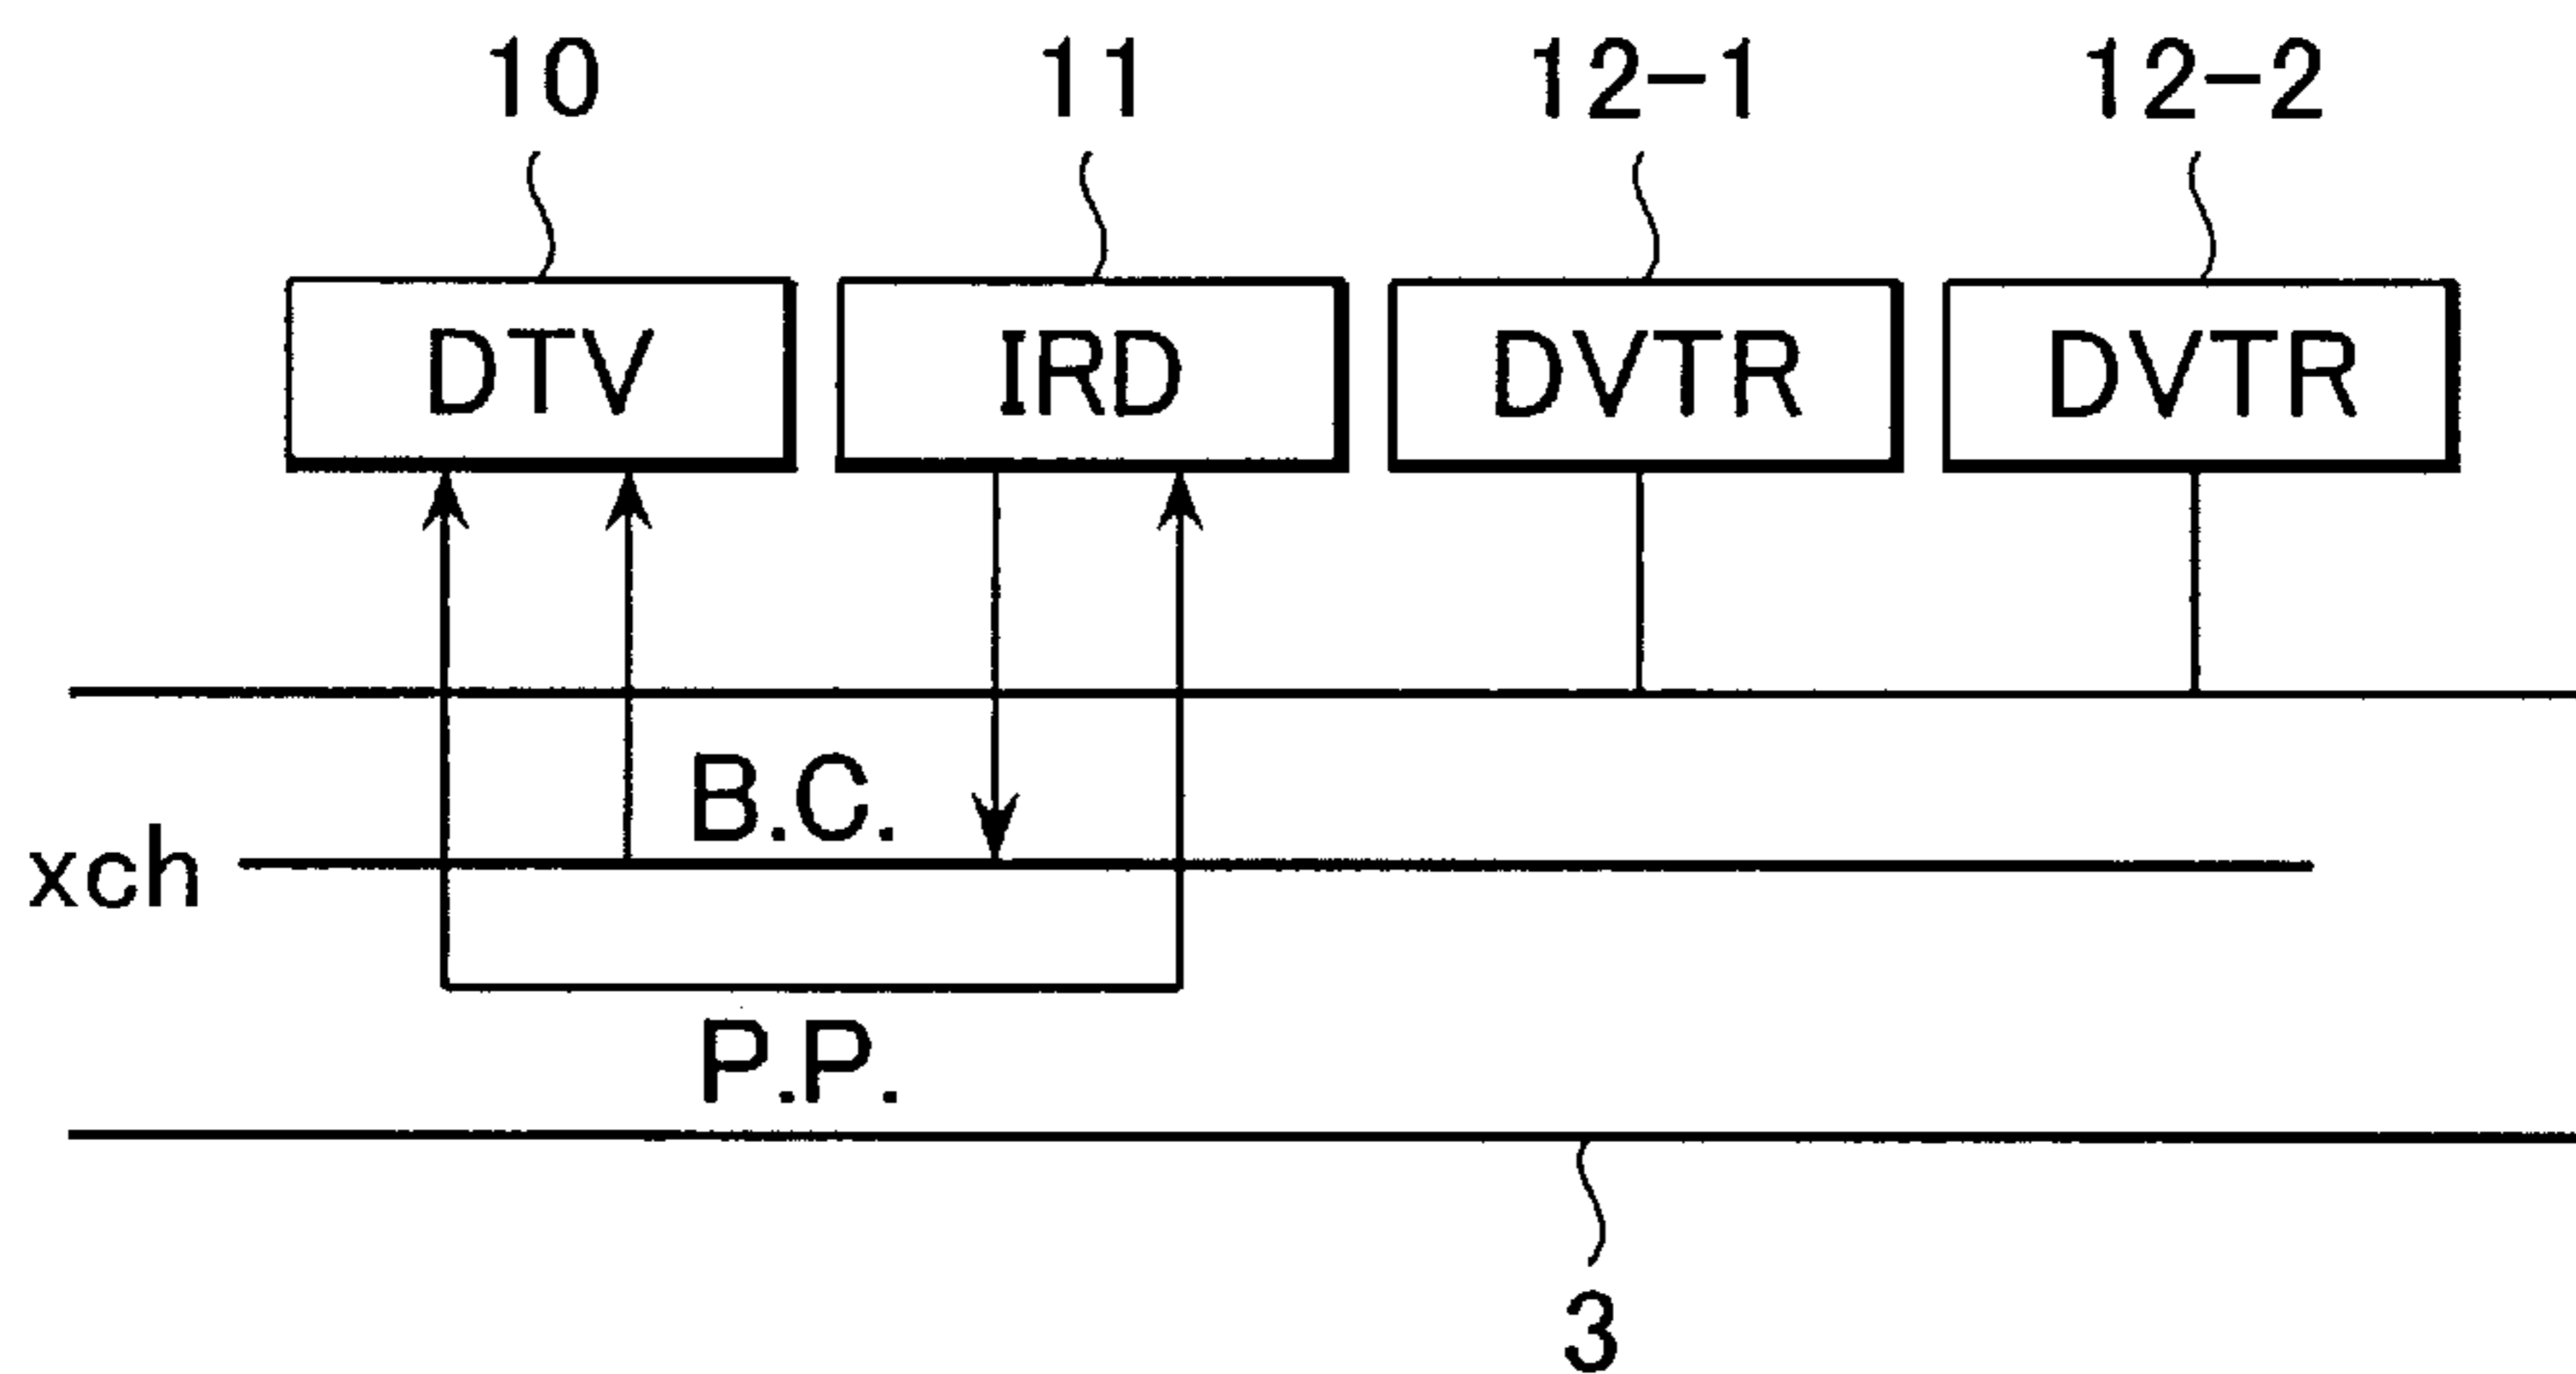 10 11 12-1 12-2
DTV IRD DVTR DVTR
B.C.
xch
P.P.
3